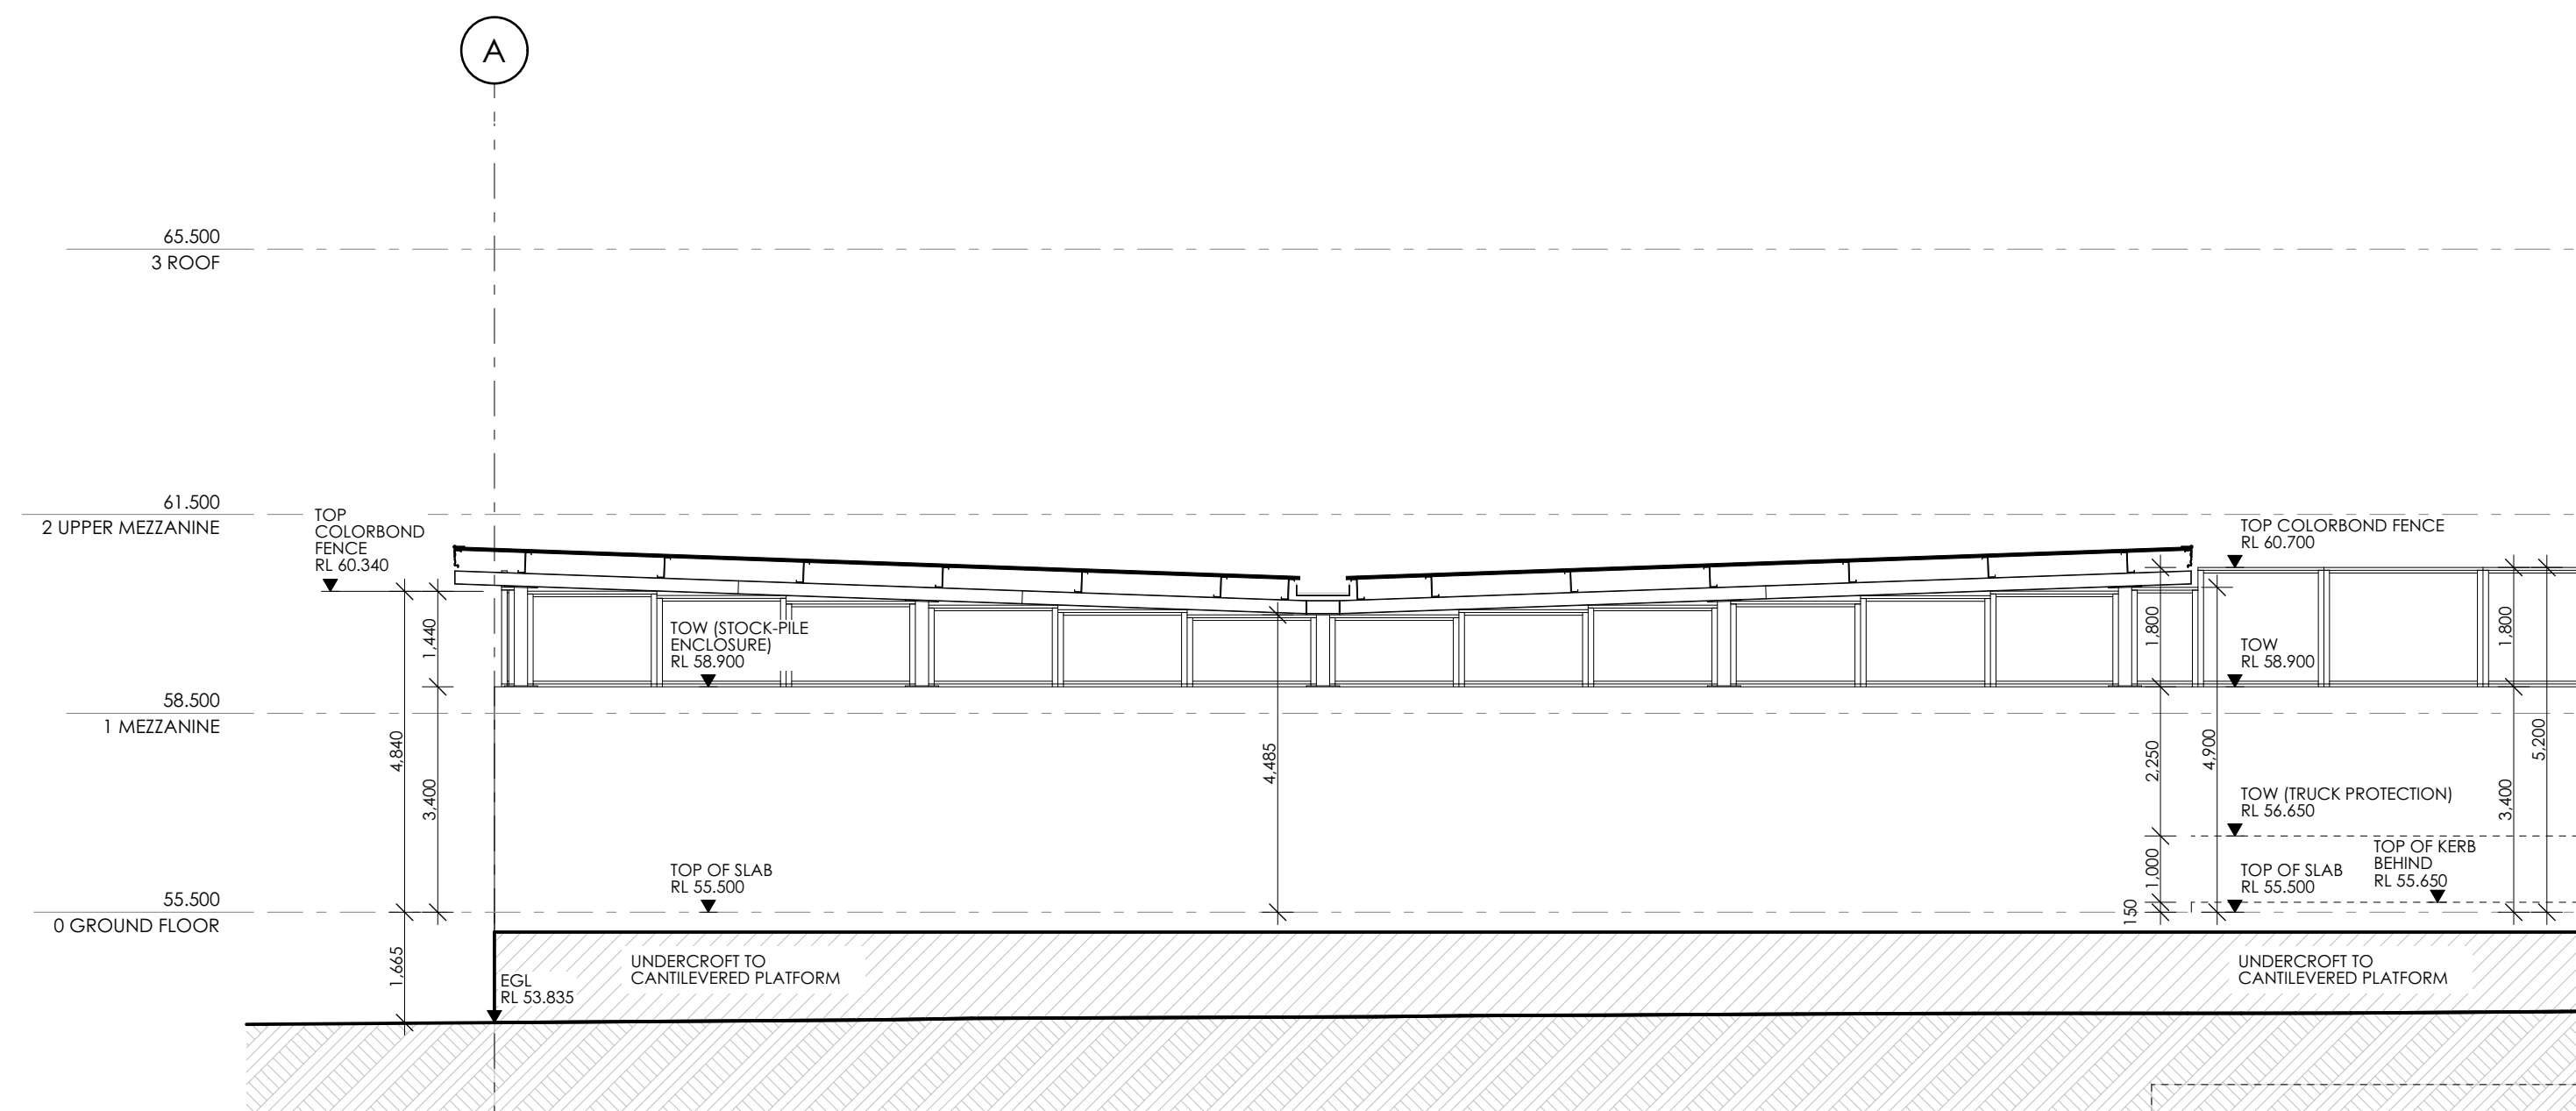 A
65.500
3 ROOF
61.500
2 UPPER MEZZANINE
TOP
COLORBOND
FENCE
RL 60.340
TOP COLORBOND FENCE
RL 60.700
1,440
TOW (STOCK-PILE
ENCLOSURE)
RL 58.900
1,800
TOW
RL 58.900
1,800
58.500
1 MEZZANINE
4,840
3,400
4,485
2,250
4,900
TOW (TRUCK PROTECTION)
RL 56.650
3,400
5,200
TOP OF SLAB
RL 55.500
1,000
150
TOP OF SLAB
RL 55.500
TOP OF KERB
BEHIND
RL 55.650
55.500
0 GROUND FLOOR
1,665
EGL
RL 53.835
UNDERCROFT TO
CANTILEVERED PLATFORM
UNDERCROFT TO
CANTILEVERED PLATFORM